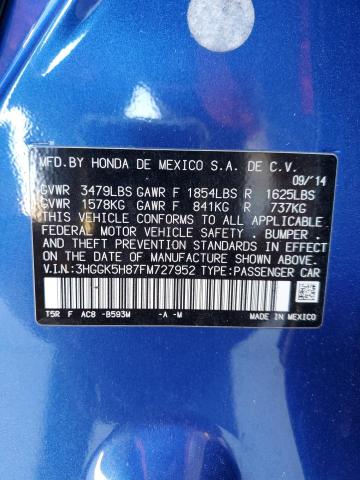 MFD.BY HONDA DE MEXICO S.A. DE C.V.
09/'14
GVWR 3479LBS GAWR F 1854LBS R 1625LBS
GVWR 1578KG GAWR F 841KG R 737KG
THIS VEHICLE CONFORMS TO ALL APPLICABLE
FEDERAL MOTOR VEHICLE SAFETY, BUMPER,
AND THEFT PREVENTION STANDARDS IN EFFECT
ON THE DATE OF MANUFACTURE SHOWN ABOVE.
V.I.N.:3HGGK5H87FM727952 TYPE:PASSENGER CAR
T5R F AC8 -B593M -A -M
MADE IN MEXICO